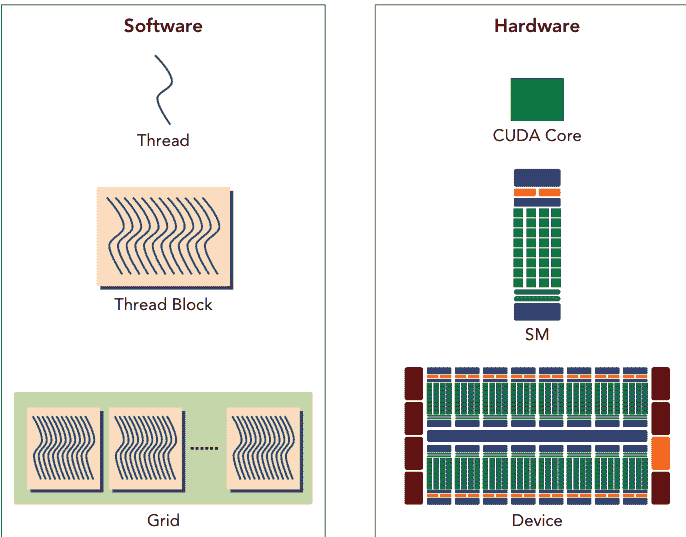 Software
Thread
Thread Block
Grid
Hardware
CUDA Core
SM
Device